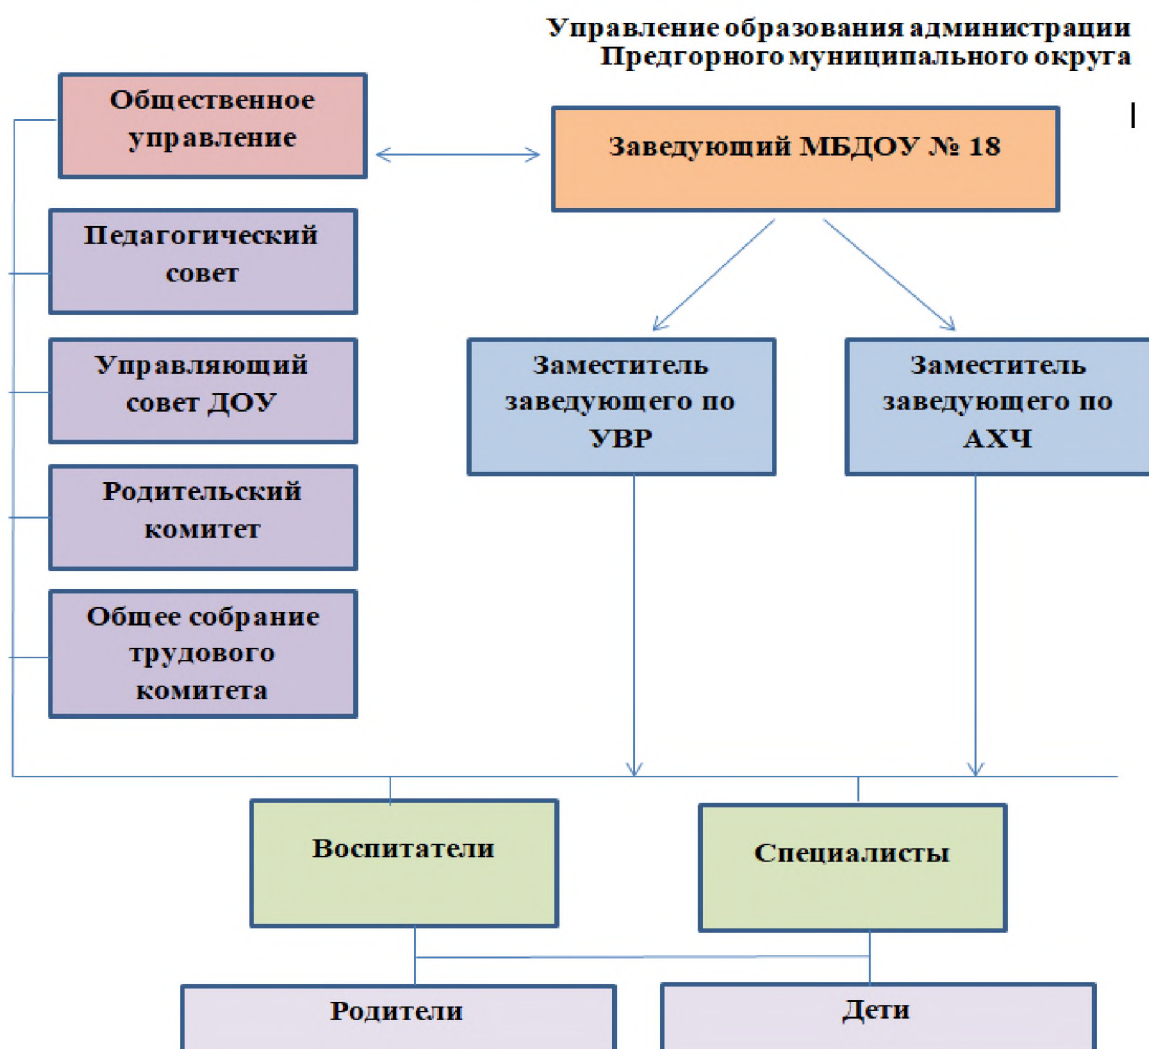 Управление образования администрации
Предгорного муниципального округа
Общественное
управление
Заведующий МБДОУ № 18
Педагогический
совет
Управляющий
совет ДОУ
Родительский
комитет
Общее собрание
трудового
комитета
Заместитель
заведующего по
УВР
Заместитель
заведующего по
АХЧ
Воспитатели
Специалисты
Родители
Дети